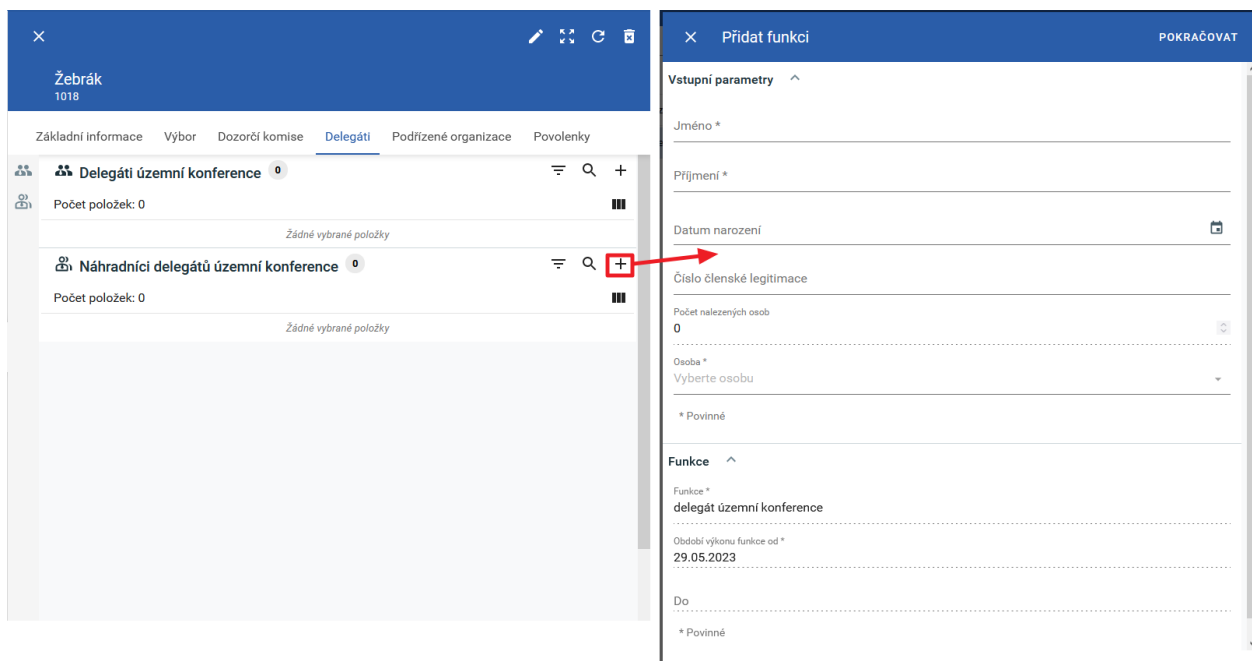 Žebrák
1018
Základní informace Výbor Dozorčí komise Delegáti Podřízené organizace Povolenky
Delegáti územní konference 0
Počet položek: 0
Žádné vybrané položky
Náhradníci delegátů územní konference 0
Počet položek: 0
Žádné vybrané položky
Přidat funkci POKRAČOVAT
Vstupní parametry
Jméno *
Příjmení *
Datum narození
Číslo členské legitimace
Počet nalezených osob
0
Osoba *
Vyberte osobu
* Povinné
Funkce
Funkce *
delegát územní konference
Období výkonu funkce od *
29.05.2023
Do
* Povinné